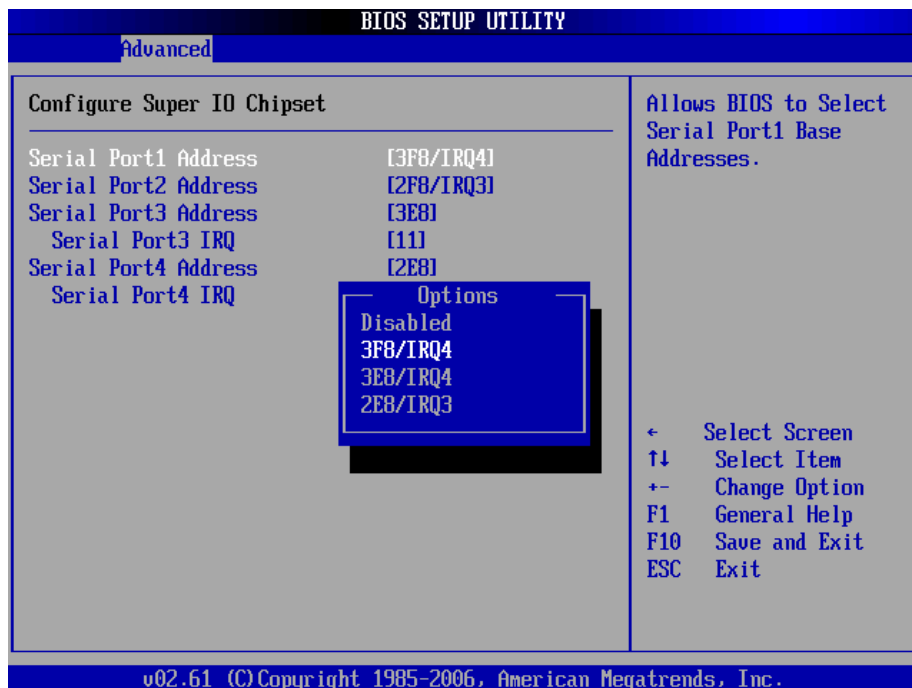 BIOS SETUP UTILITY
Advanced
Configure Super IO Chipset
Serial Port1 Address [3F8/IRQ4]
Serial Port2 Address [2F8/IRQ3]
Serial Port3 Address [3E8]
Serial Port3 IRQ [11]
Serial Port4 Address [2E8]
Serial Port4 IRQ
Options
Disabled
3F8/IRQ4
3E8/IRQ4
2E8/IRQ3
Allows BIOS to Select
Serial Port1 Base
Addresses.
← Select Screen
↑↓ Select Item
+- Change Option
F1 General Help
F10 Save and Exit
ESC Exit
v02.61 (C)Copyright 1985-2006, American Megatrends, Inc.